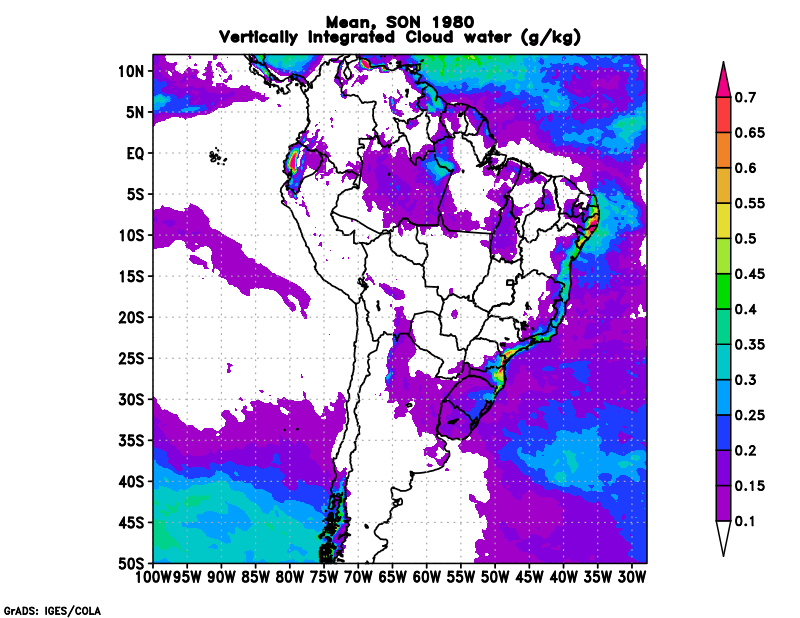 Mean, SON 1980
Vertically Integrated Cloud water (g/kg)
10N
5N
EQ
5S
10S
15S
20S
25S
30S
35S
40S
45S
50S
100W 95W 90W 85W 80W 75W 70W 65W 60W 55W 50W 45W 40W 35W 30W
0.7
0.65
0.6
0.55
0.5
0.45
0.4
0.35
0.3
0.25
0.2
0.15
0.1
GrADS: IGES/COLA